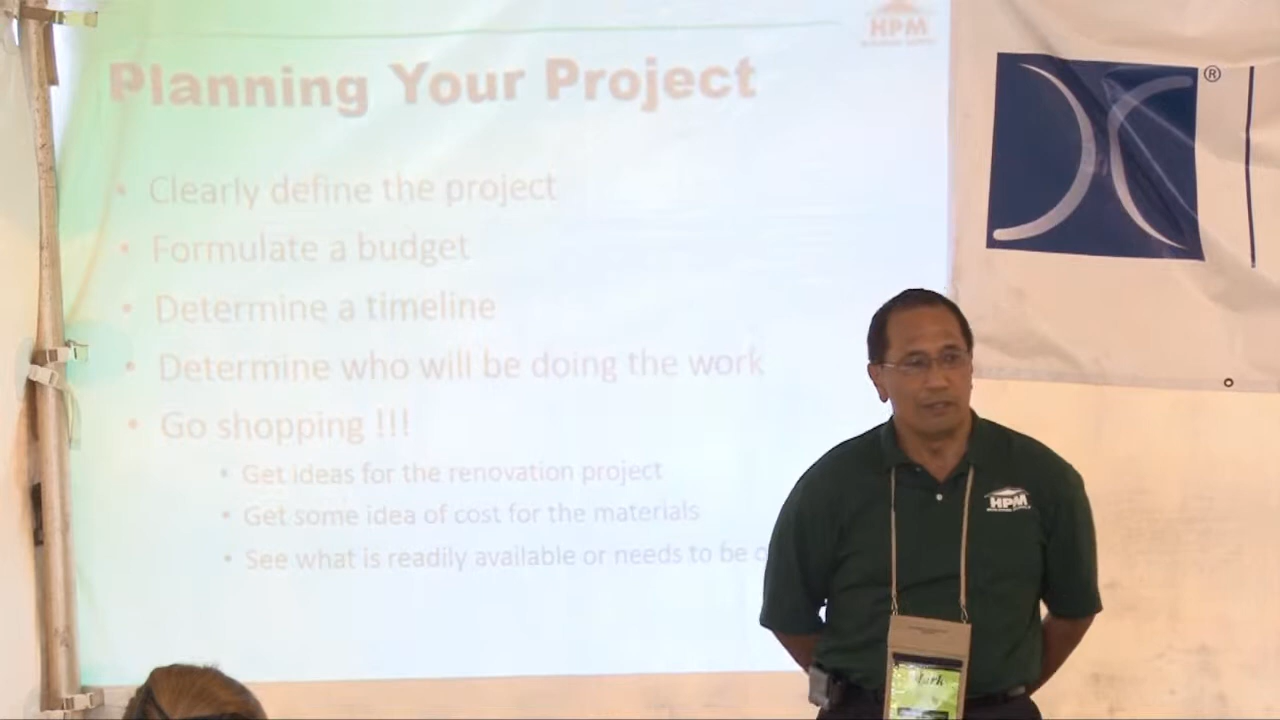 HPM
Planning Your Project
®
• Clearly define the project
• Formulate a budget
• Determine a timeline
• Determine who will be doing the work
• Go shopping !!!
• Get ideas for the renovation project
• Get some idea of cost for the materials
• See what is readily available or needs to be
HPM